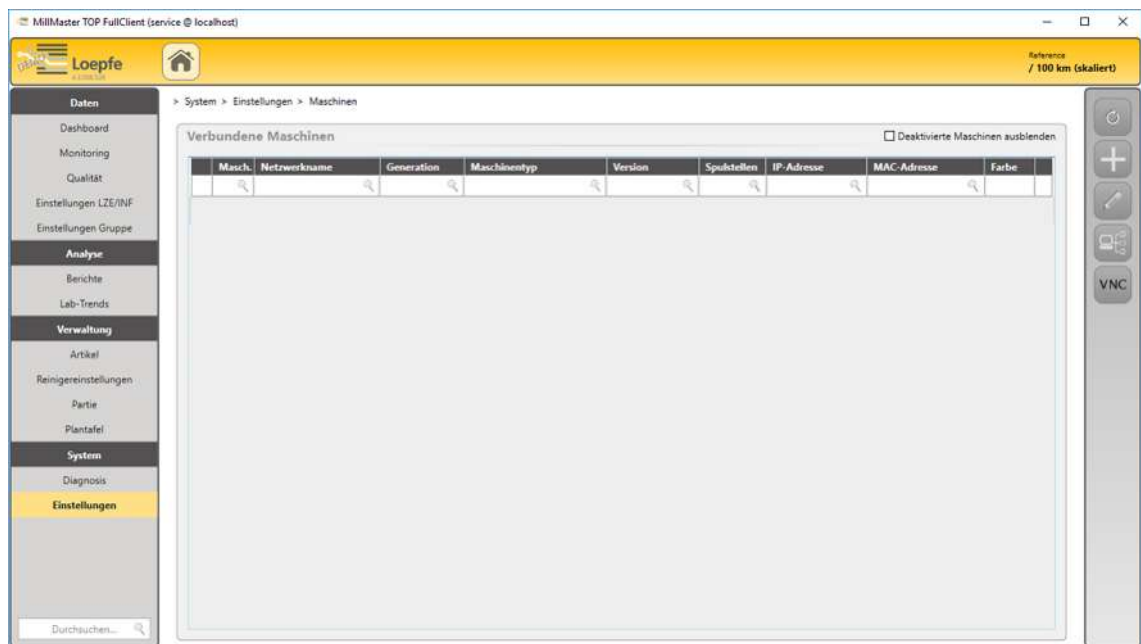 MillMaster TOP FullClient (service @ localhost)
Loepfe
Reference
/ 100 km (skaliert)
Daten
Dashboard
Monitoring
Qualität
Einstellungen LZE/INF
Einstellungen Gruppe
Analyse
Berichte
Lab-Trends
Verwaltung
Artikel
Reinigereinstellungen
Partie
Plantafel
System
Diagnosis
Einstellungen
Durchsuchen...
> System > Einstellungen > Maschinen
Verbundene Maschinen
Deaktivierte Maschinen ausblenden
Masch. Netzwerkname Generation Maschinentyp Version Spulstellen IP-Adresse MAC-Adresse Farbe
VNC